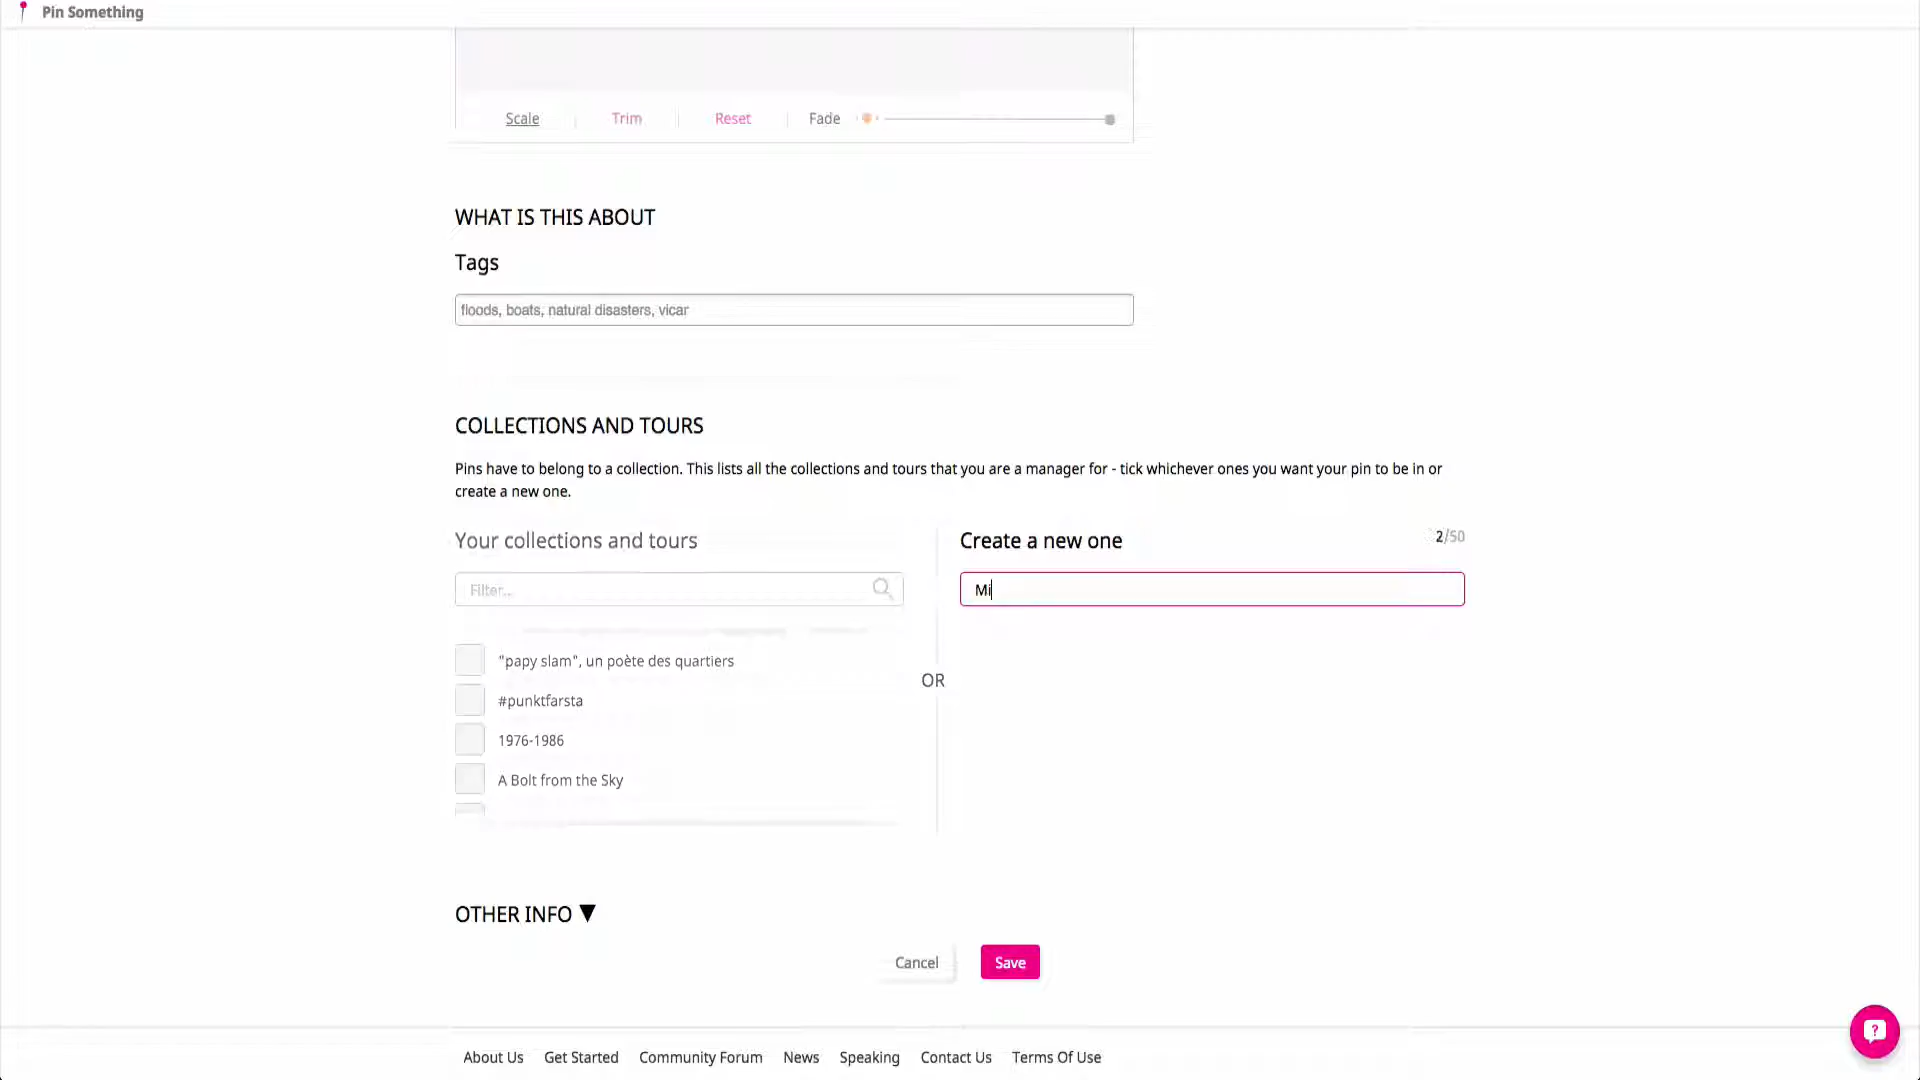 Pin Something
Scale
Trim
Reset
Fade
WHAT IS THIS ABOUT
Tags
floods, boats, natural disasters, vicar
COLLECTIONS AND TOURS
Pins have to belong to a collection. This lists all the collections and tours that you are a manager for - tick whichever ones you want your pin to be in or
create a new one.
Your collections and tours
Filter...
"papy slam", un poète des quartiers
#punktfarsta
1976-1986
A Bolt from the Sky
OR
Create a new one
2/50
Mi
OTHER INFO ▼
Cancel
Save
?
About Us Get Started Community Forum News Speaking Contact Us Terms Of Use